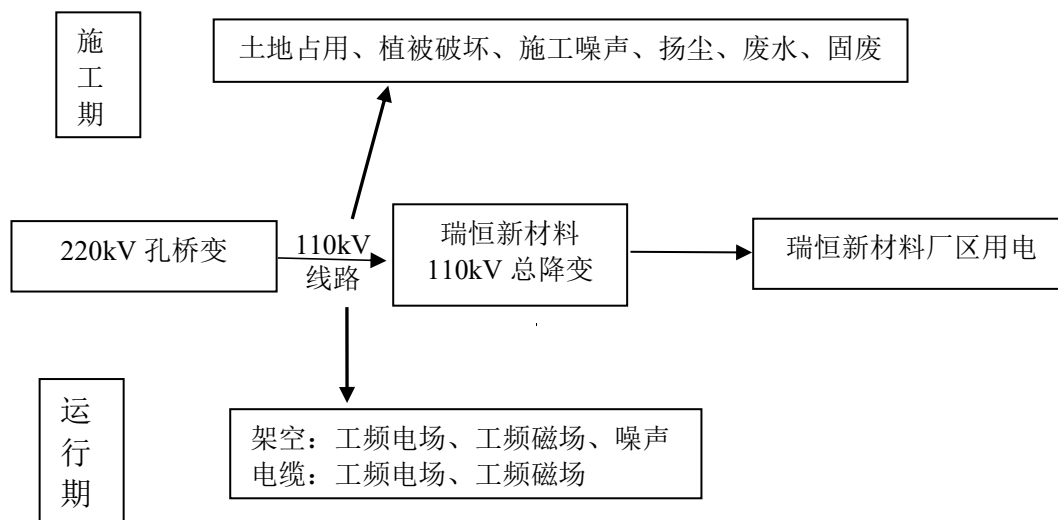 施
工
期
土地占用、植被破坏、施工噪声、扬尘、废水、固废
220kV 孔桥变
110kV
线路
瑞恒新材料
110kV 总降变
瑞恒新材料厂区用电
运
行
期
架空：工频电场、工频磁场、噪声
电缆：工频电场、工频磁场